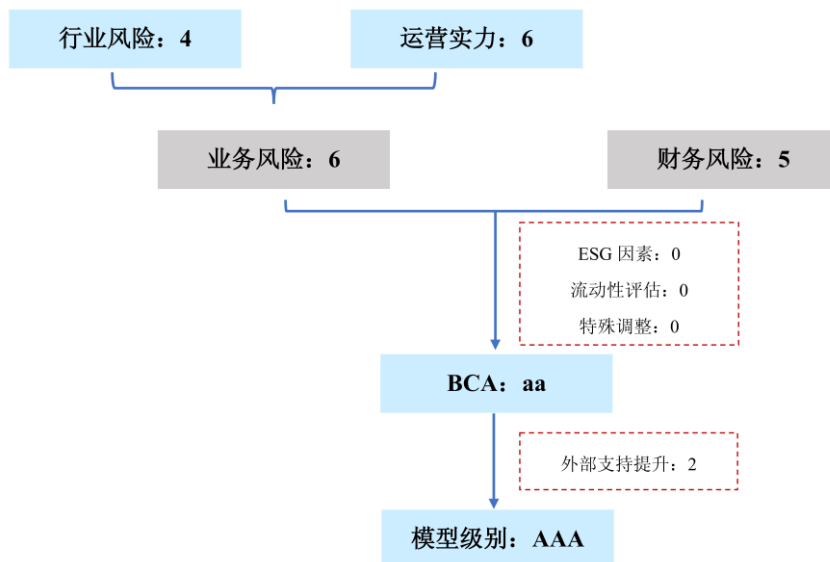 行业风险：4
运营实力：6
业务风险：6
财务风险：5
ESG 因素：0
流动性评估：0
特殊调整：0
BCA：aa
外部支持提升：2
模型级别：AAA